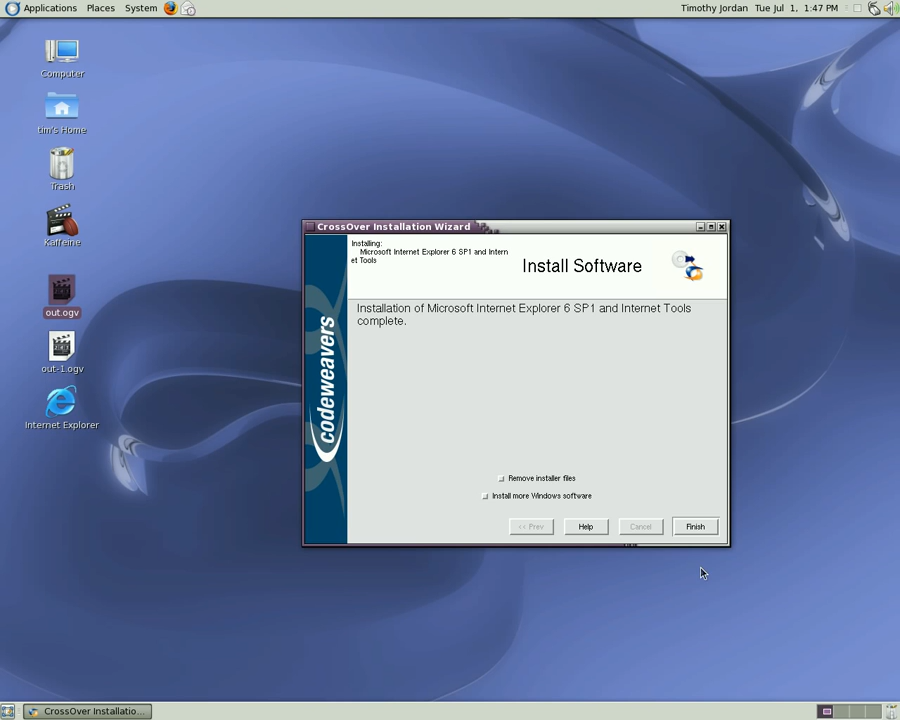 Applications Places System
Timothy Jordan Tue Jul 1, 1:47 PM
Computer
tim's Home
Trash
Kaffeine
out.ogv
out-1.ogv
Internet Explorer
CrossOver Installation Wizard
Installing:
Microsoft Internet Explorer 6 SP1 and Intern
et Tools
Install Software
codeweavers
Installation of Microsoft Internet Explorer 6 SP1 and Internet Tools
complete.
Remove installer files
Install more Windows software
<< Prev
Help
Cancel
Finish
CrossOver Installatio...